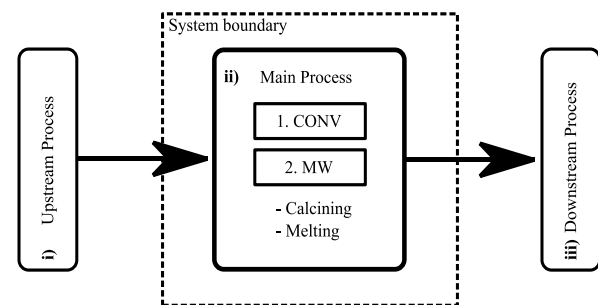 System boundary
i) Upstream Process
ii) Main Process
1. CONV
2. MW
- Calcining
- Melting
iii) Downstream Process